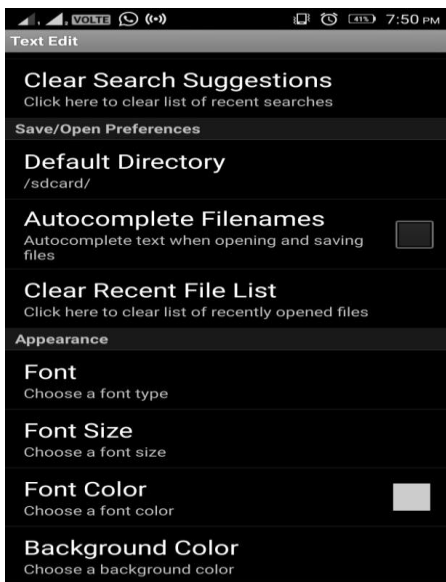 VOLTE 41% 7:50 PM
Text Edit
Clear Search Suggestions
Click here to clear list of recent searches
Save/Open Preferences
Default Directory
/sdcard/
Autocomplete Filenames
Autocomplete text when opening and saving
files
Clear Recent File List
Click here to clear list of recently opened files
Appearance
Font
Choose a font type
Font Size
Choose a font size
Font Color
Choose a font color
Background Color
Choose a background color